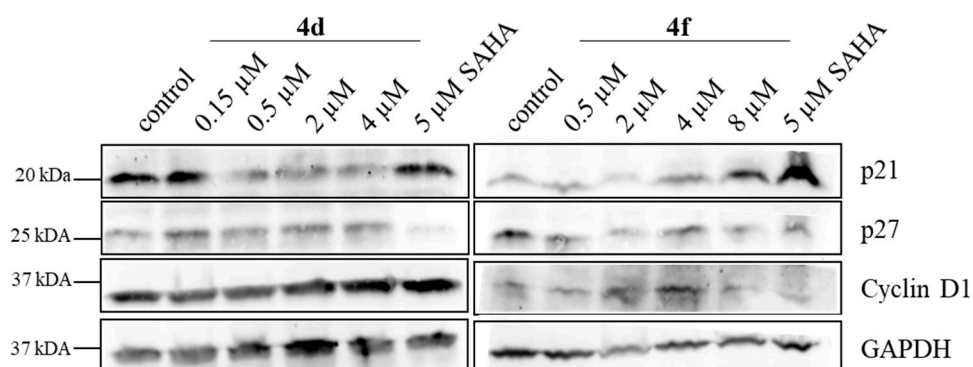 4d 4f
control 0.15 µM 0.5 µM 2 µM 4 µM 5 µM SAHA control 0.5 µM 2 µM 4 µM 8 µM 5 µM SAHA
20 kDa p21
25 kDA p27
37 kDA Cyclin D1
37 kDA GAPDH